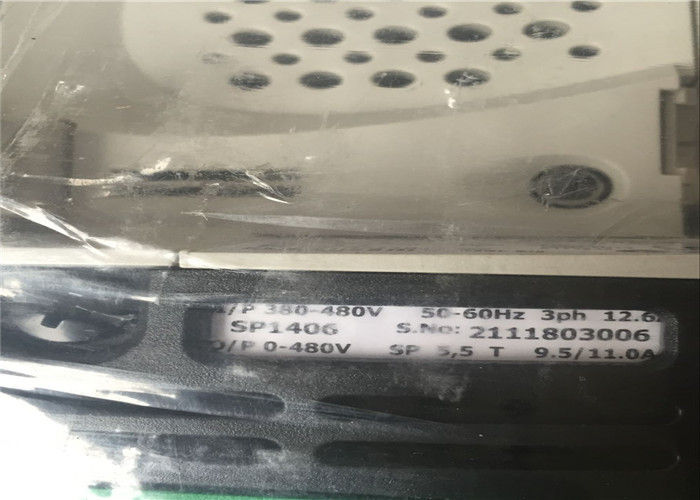 I/P 380-480V 50-60Hz 3ph 12.6
SP1406 S.No: 2111803006
O/P 0-480V SP 5,5 T 9.5/11.0A